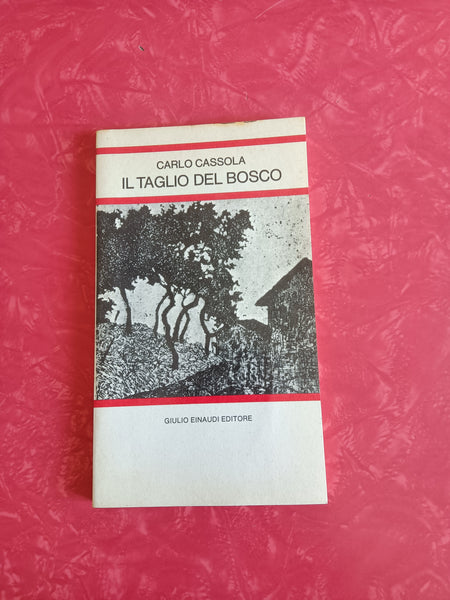 CARLO CASSOLA
IL TAGLIO DEL BOSCO
GIULIO EINAUDI EDITORE